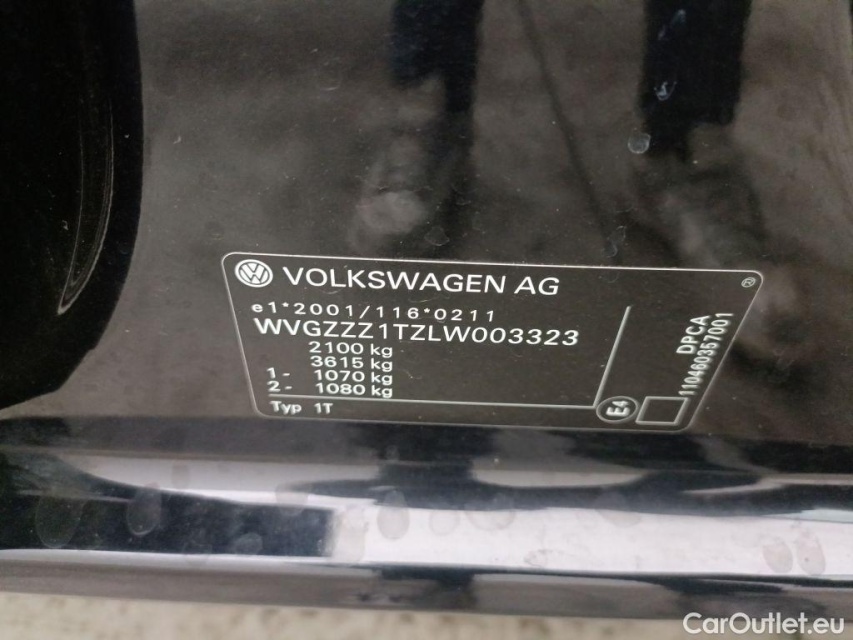 VOLKSWAGEN AG
®
e1*2001/116*0211
WVGZZZ1TZLW003323
2100 kg
3615 kg
1- 1070 kg
2- 1080 kg
Typ 1T
E4
DPCA
110460357001
CarOutlet.eu